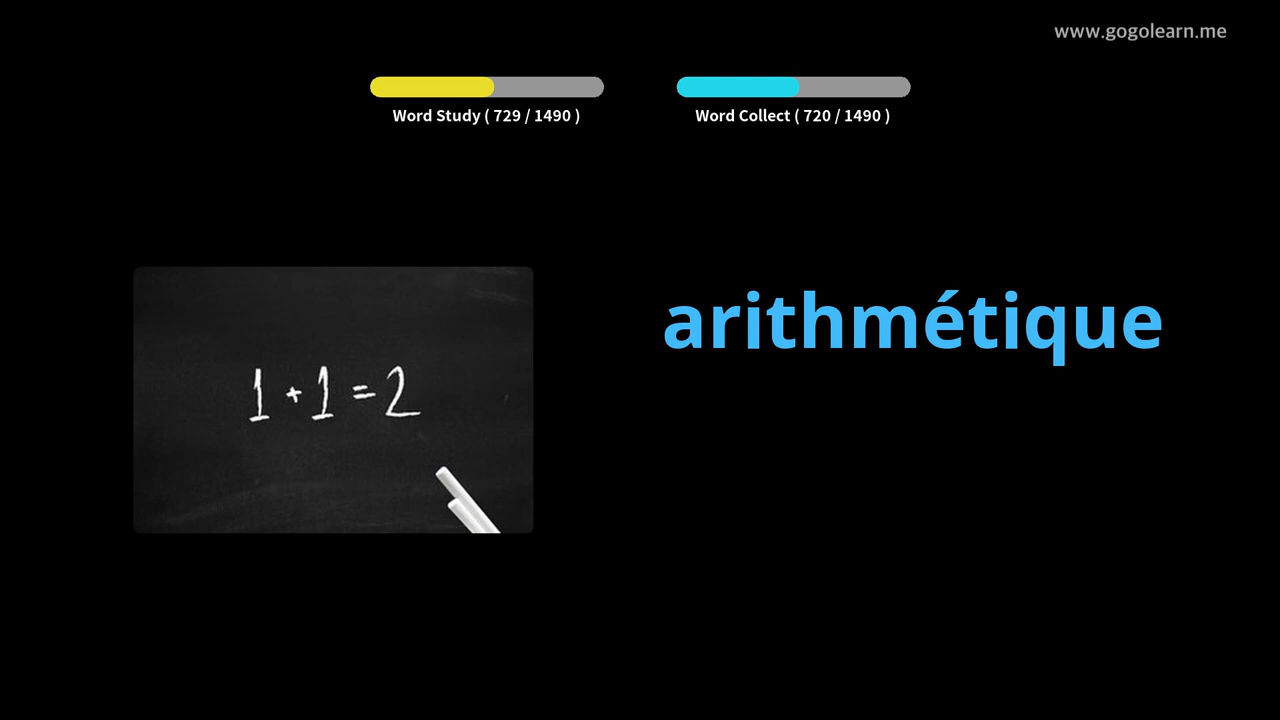 www.gogolearn.me
Word Study ( 729 / 1490 )
Word Collect ( 720 / 1490 )
arithmétique
1 + 1 = 2